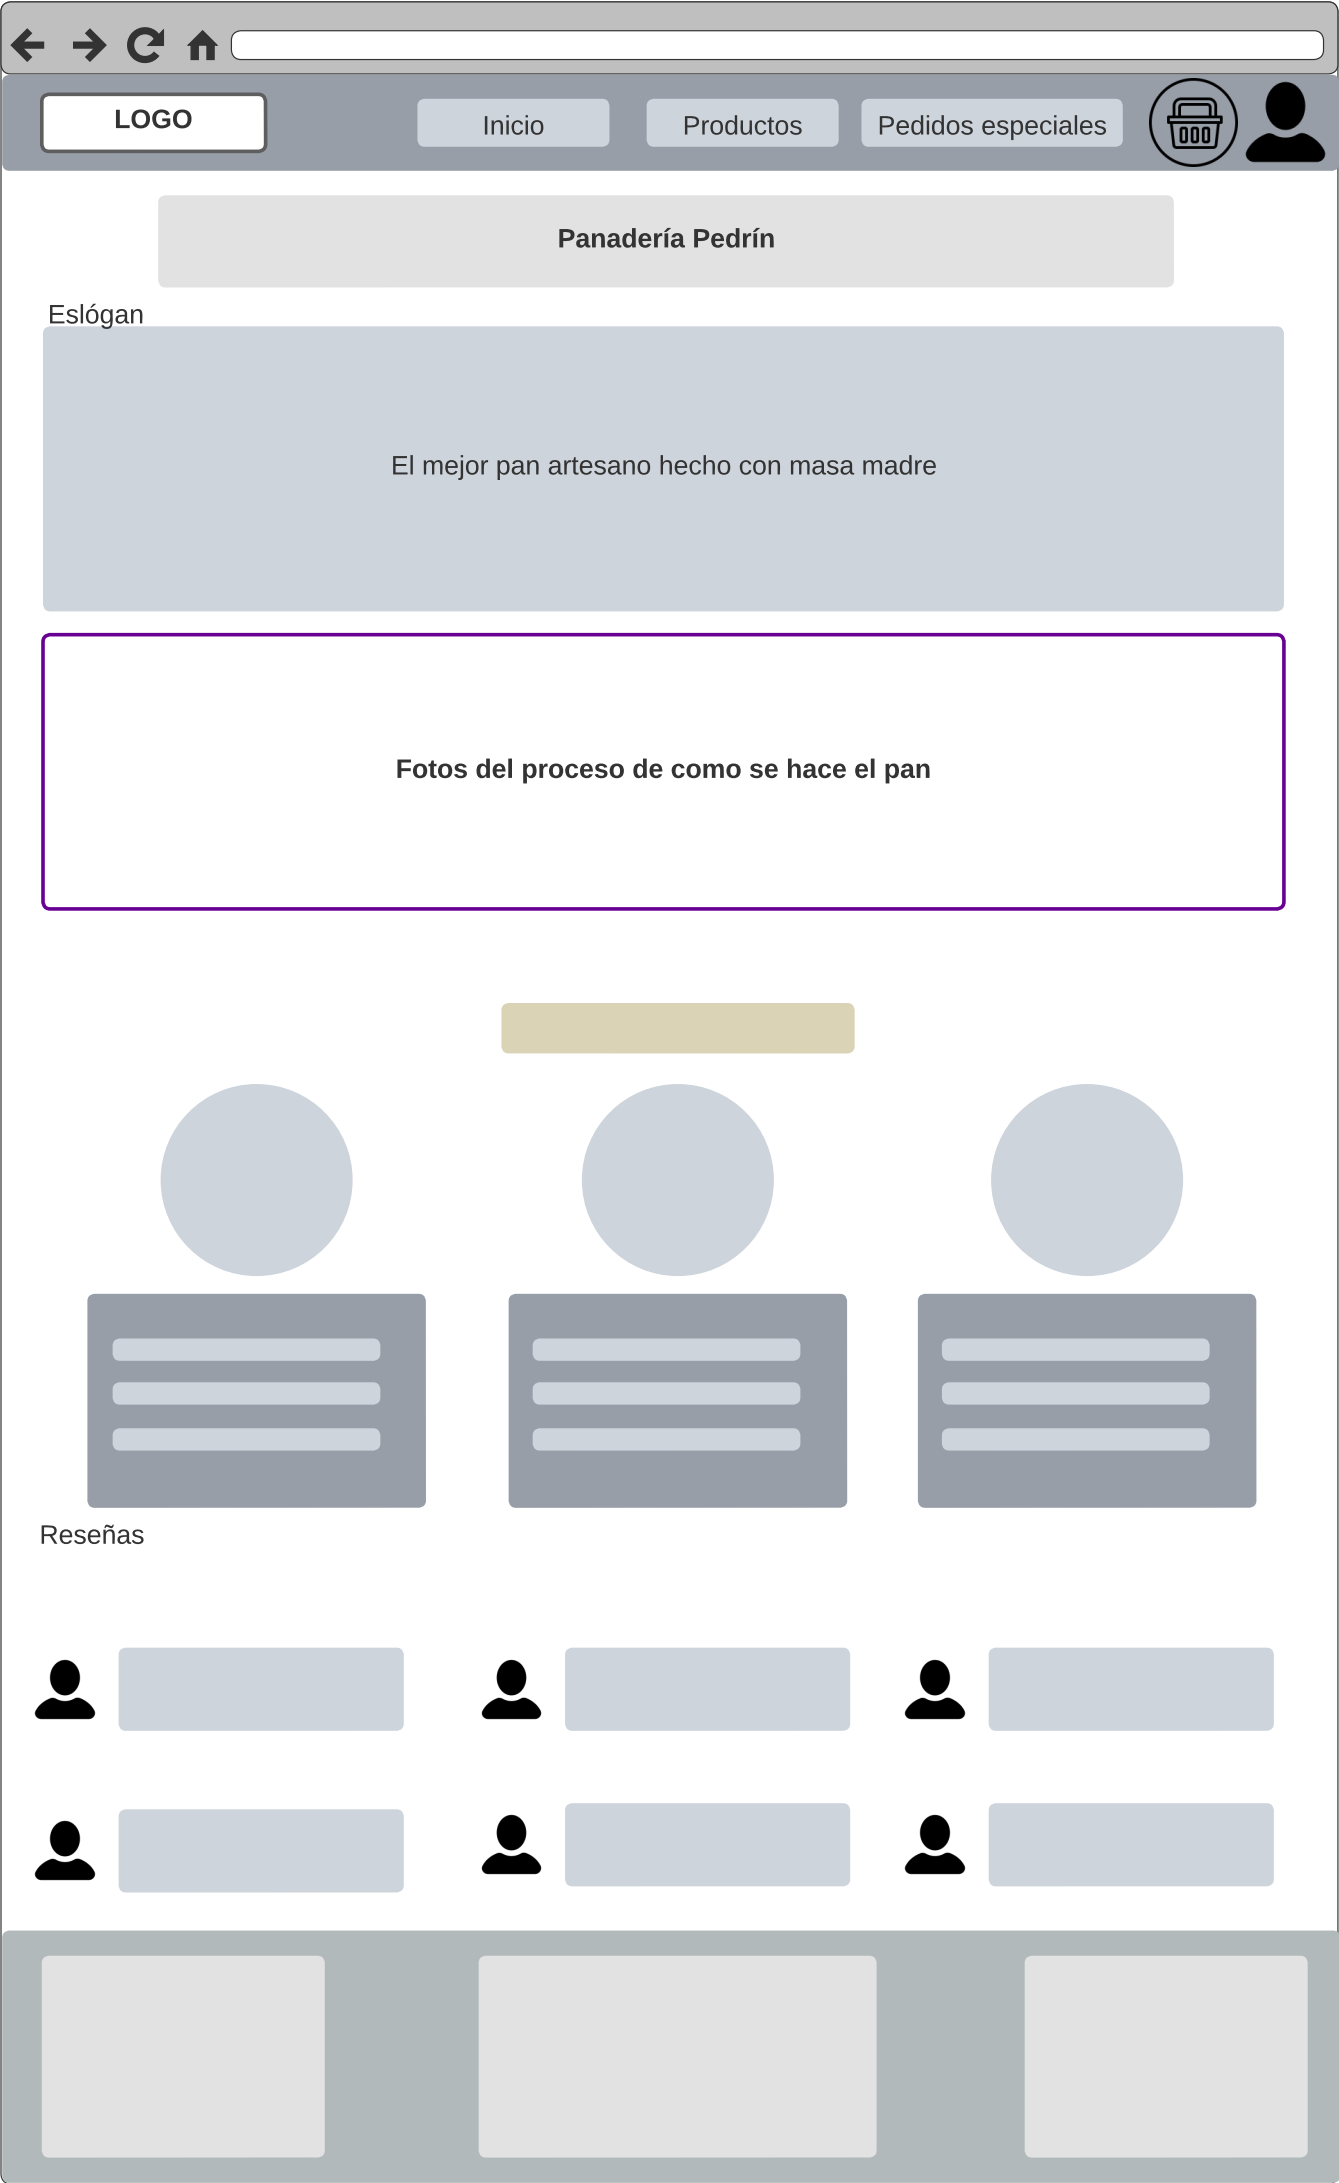 LOGO
Inicio
Productos
Pedidos especiales
Panadería Pedrín
Eslógan
El mejor pan artesano hecho con masa madre
Fotos del proceso de como se hace el pan
Reseñas